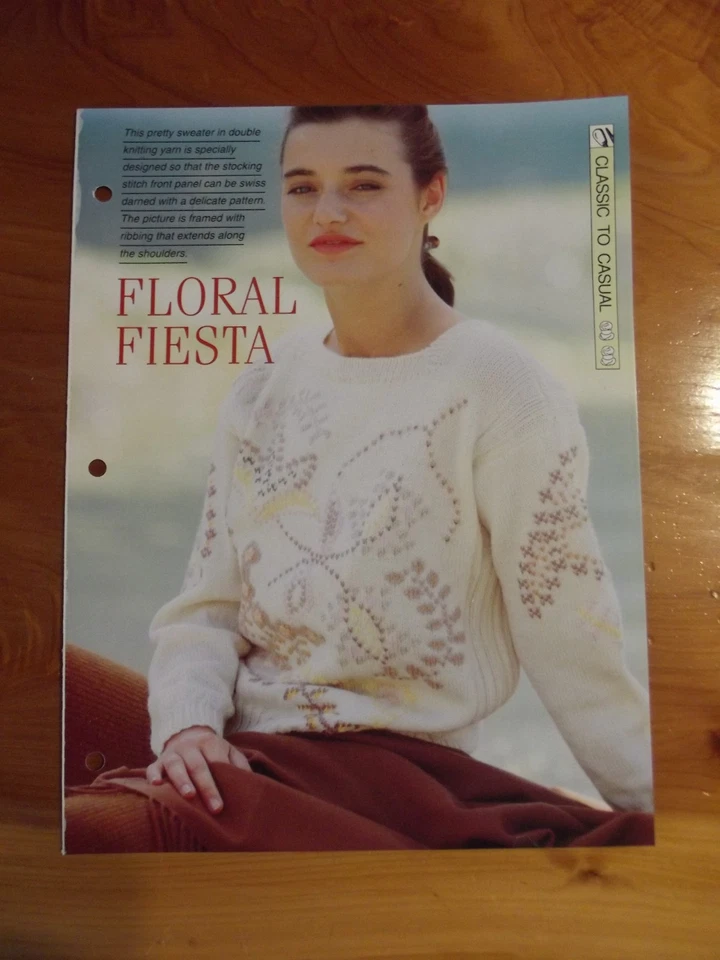 This pretty sweater in double
knitting yarn is specially
designed so that the stocking
stitch front panel can be swiss
darned with a delicate pattern.
The picture is framed with
ribbing that extends along
the shoulders.
FLORAL
FIESTA
CLASSIC TO CASUAL